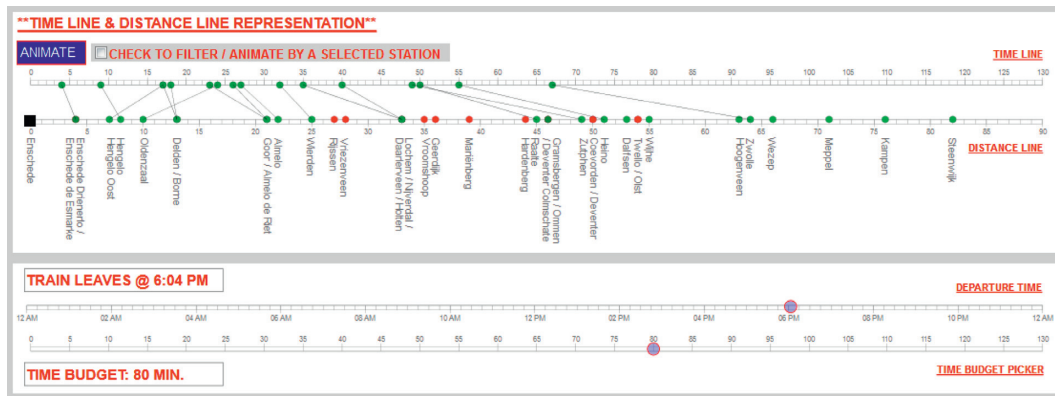 **TIME LINE & DISTANCE LINE REPRESENTATION**
ANIMATE CHECK TO FILTER / ANIMATE BY A SELECTED STATION TIME LINE
0 5 10 15 20 25 30 35 40 45 50 55 60 65 70 75 80 85 90 95 100 105 110 115 120 125 130
0 5 10 15 20 25 30 35 40 45 50 55 60 65 70 75 80 85 90
DISTANCE LINE
Enschede
Enschede Drienerlo /
Enschede de Esmarke
Hengelo
Hengelo Oost
Oldenzaal
Delden / Borne
Almelo
Goor / Almelo de Riet
Wierden
Rijssen
Vriezenveen
Lochem / Nijverdal /
Daarlerveen / Holten
Geerdijk
Vroomshoop
Mariënberg
Hardenberg
Raalte
Gramsbergen / Ommen
/ Deventer Colmschate
Zutphen
Heino
Coevorden / Deventer
Dalfsen
Twello / Olst
Wijhe
Zwolle
Hoogenveen
Wezep
Meppel
Kampen
Steenwijk
TRAIN LEAVES @ 6:04 PM
DEPARTURE TIME
12 AM 02 AM 04 AM 06 AM 08 AM 10 AM 12 PM 02 PM 04 PM 06 PM 08 PM 10 PM 12 AM
0 5 10 15 20 25 30 35 40 45 50 55 60 65 70 75 80 85 90 95 100 105 110 115 120 125 130
TIME BUDGET: 80 MIN.
TIME BUDGET PICKER